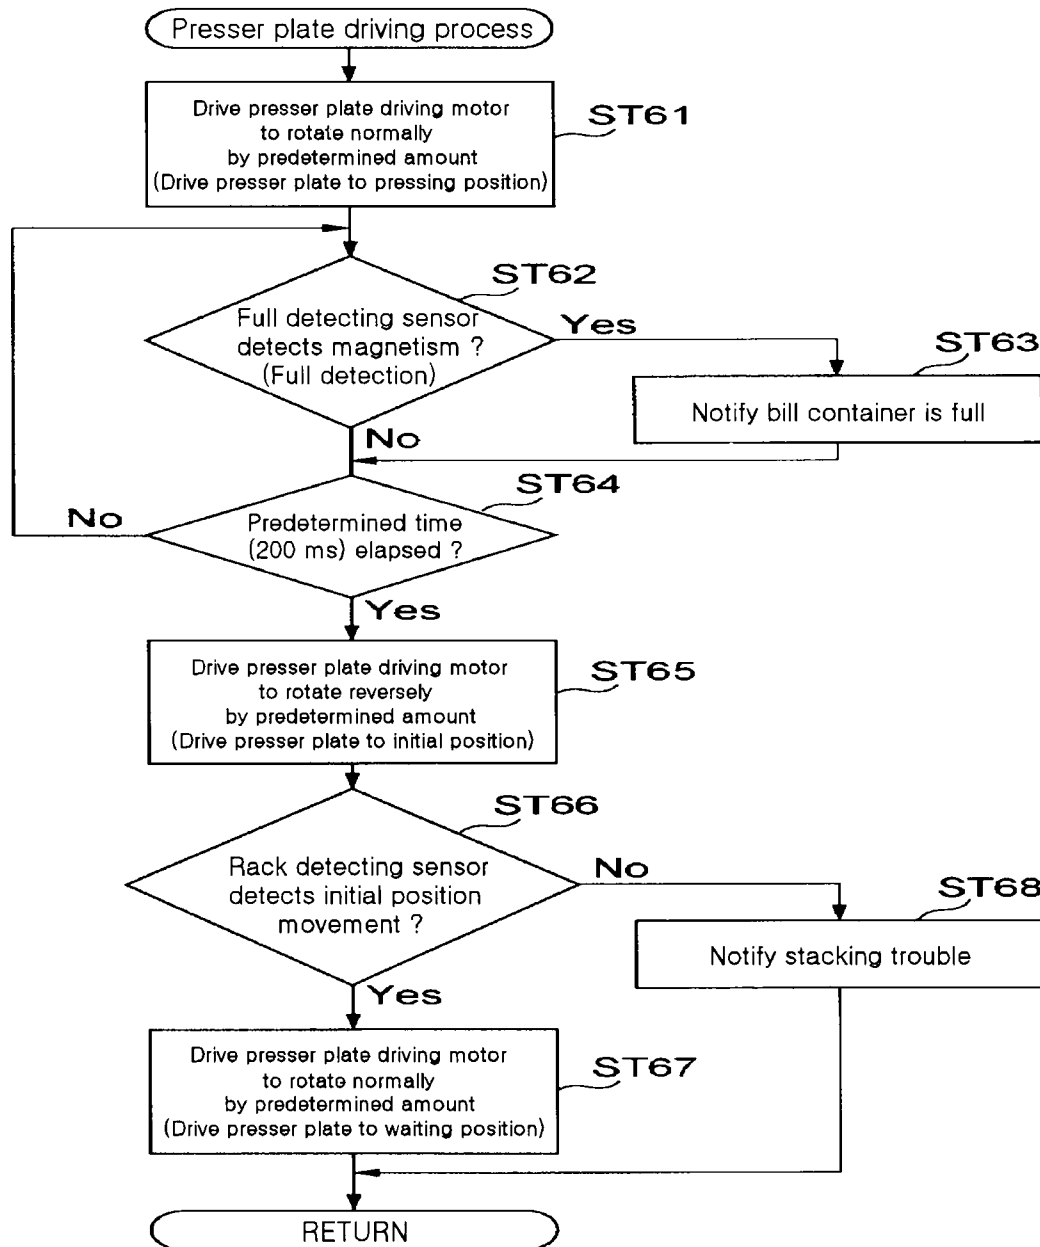 Presser plate driving process
Drive presser plate driving motor
to rotate normally
by predetermined amount
(Drive presser plate to pressing position)
ST61
ST62
Full detecting sensor
detects magnetism ?
(Full detection)
Yes
ST63
Notify bill container is full
No
ST64
No
Predetermined time
(200 ms) elapsed ?
Yes
Drive presser plate driving motor
to rotate reversely
by predetermined amount
(Drive presser plate to initial position)
ST65
ST66
Rack detecting sensor
detects initial position
movement ?
No
ST68
Notify stacking trouble
Yes
Drive presser plate driving motor
to rotate normally
by predetermined amount
(Drive presser plate to waiting position)
ST67
RETURN